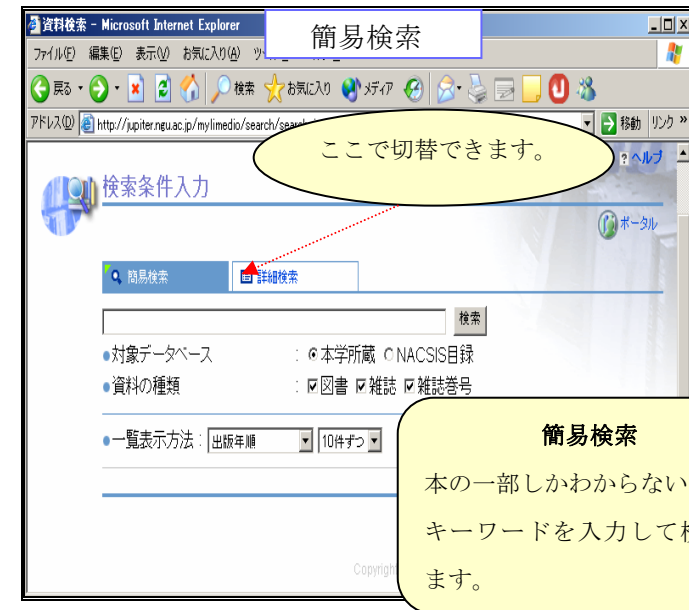 資料検索 - Microsoft Internet Explorer
簡易検索
ファイル(F) 編集(E) 表示(V) お気に入り(A)
戻る 検索 お気に入り メディア
アドレス(D) http://jupiter.ngu.ac.jp/mylimedio/search/ 移動 リンク »
ここで切替できます。
? ヘルプ
検索条件入力
ポータル
簡易検索 詳細検索
検索
●対象データベース : 本学所蔵 NACSIS目録
●資料の種類 : 図書 雑誌 雑誌巻号
●一覧表示方法 : 出版年順 10件ずつ
簡易検索
本の一部しかわからない
キーワードを入力して
ます。
Copyright